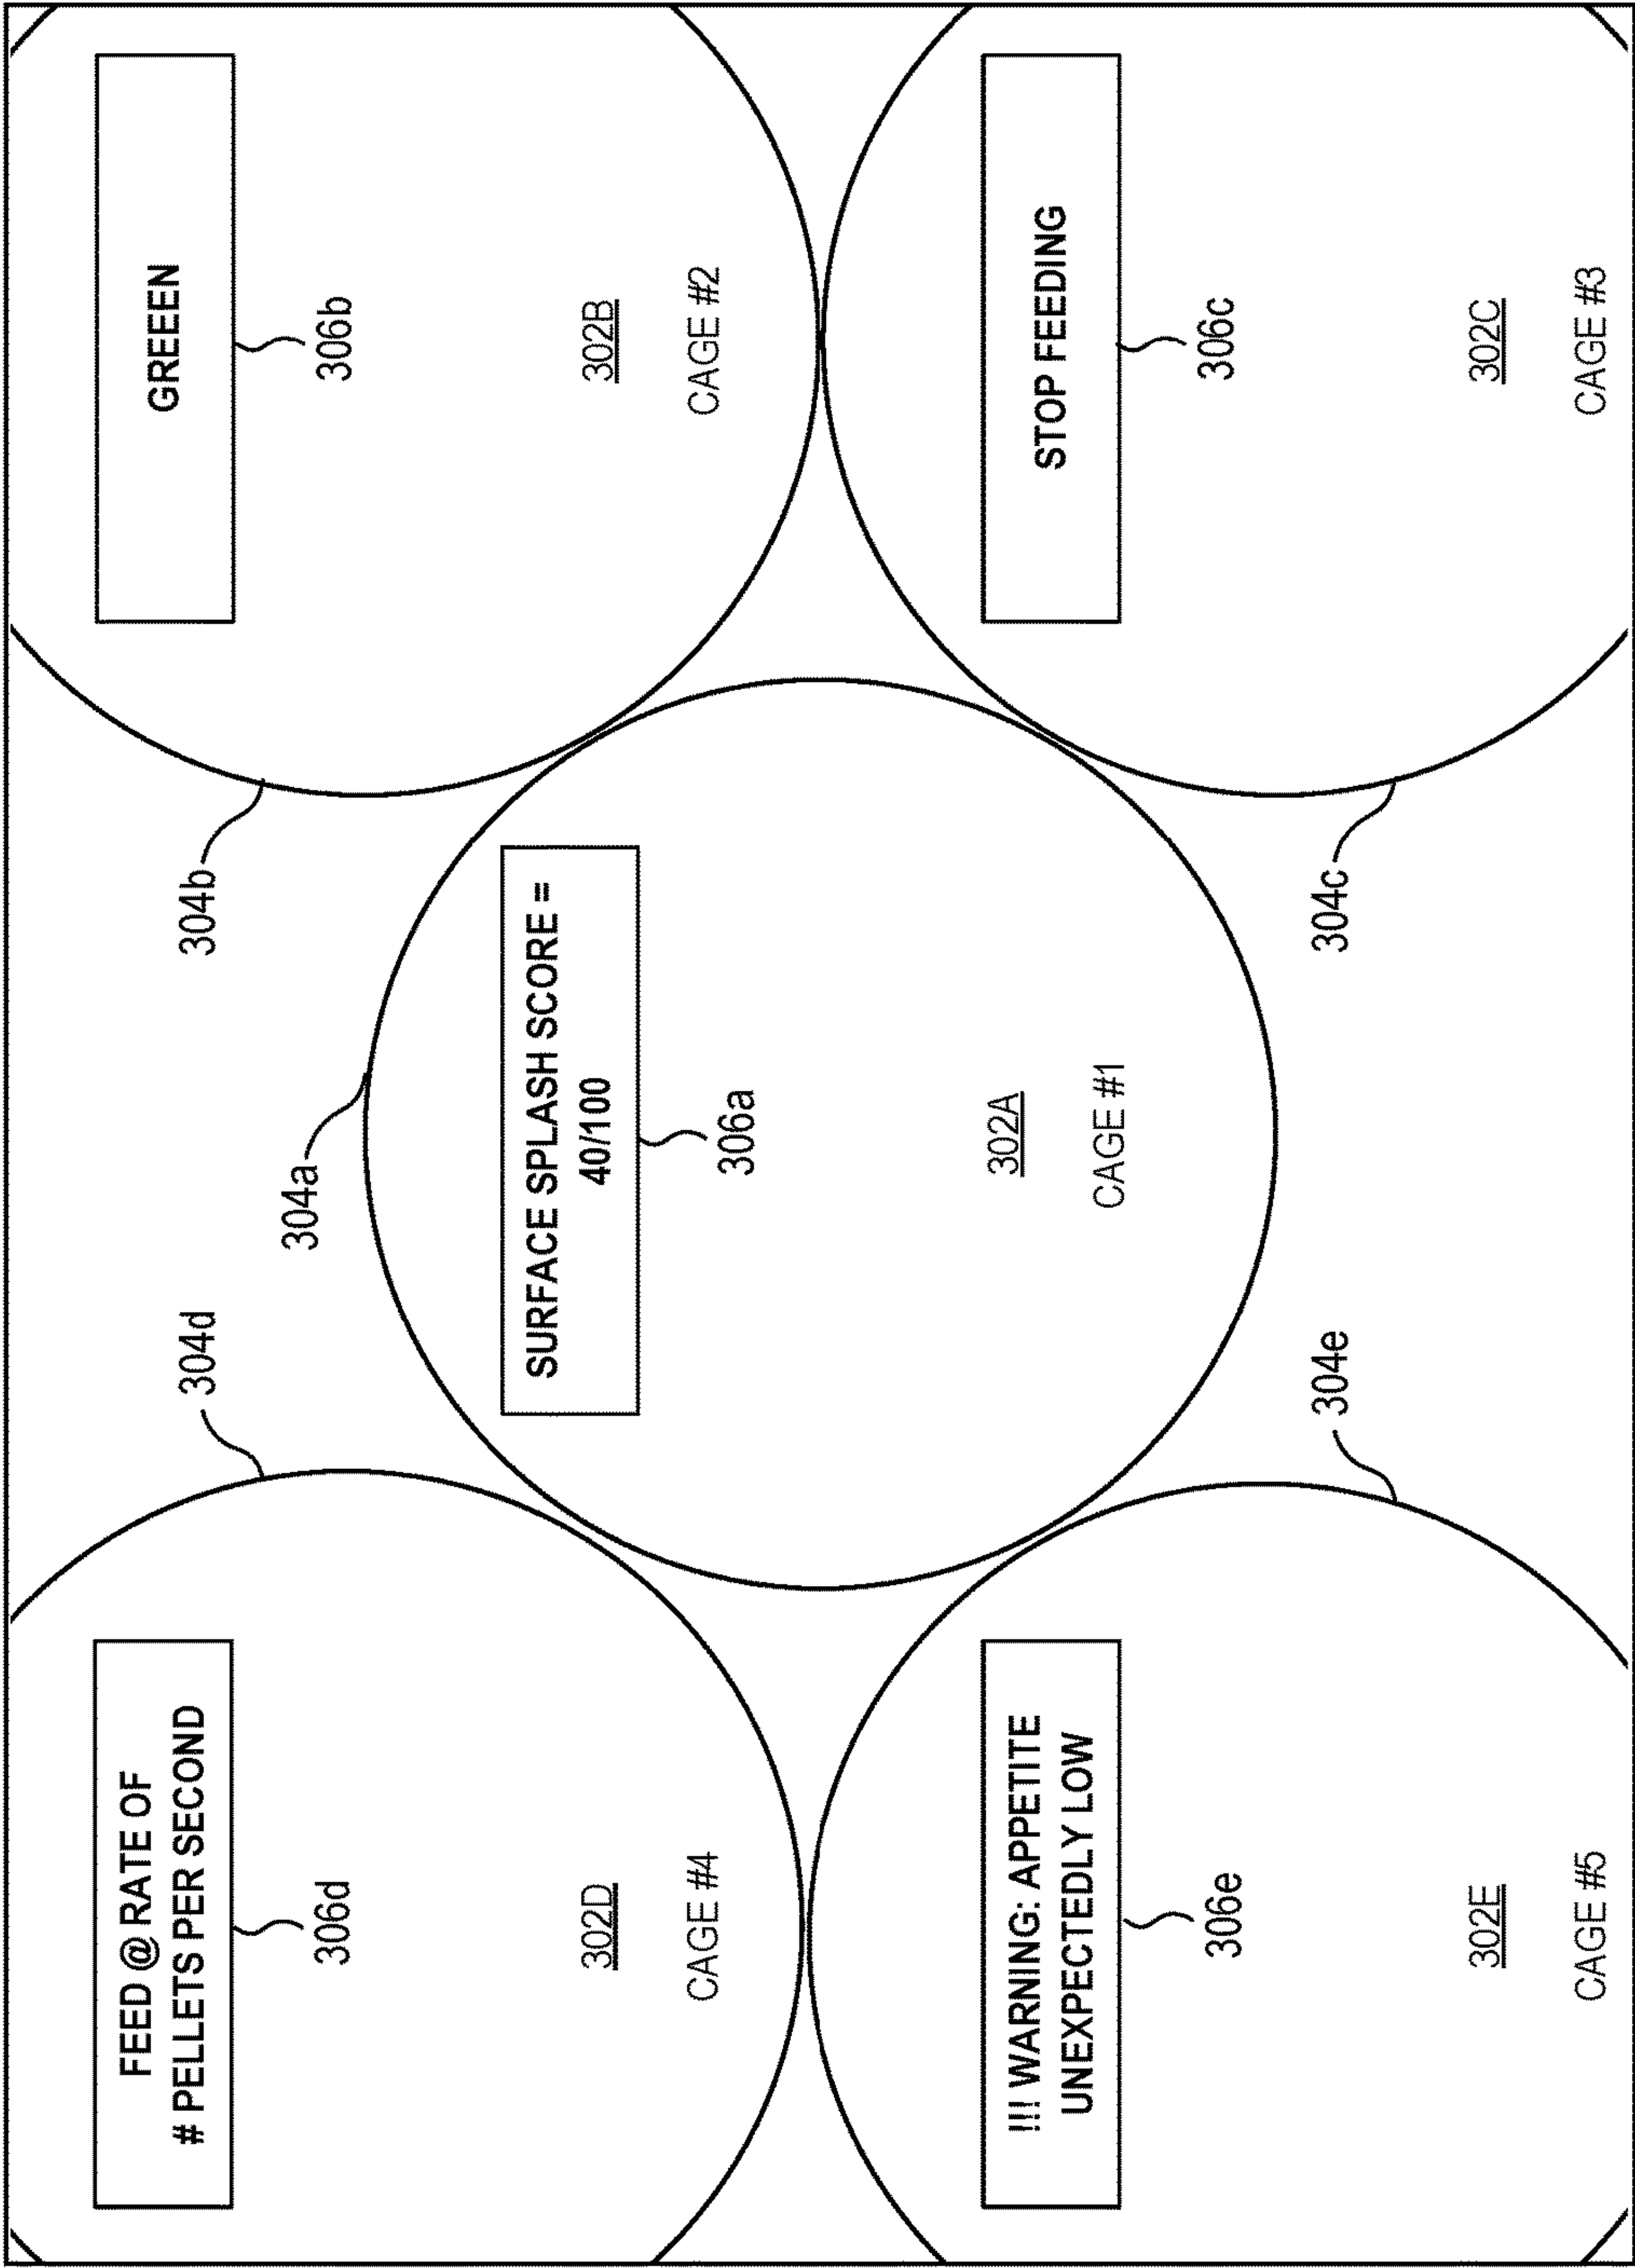 FEED @ RATE OF
# PELLETS PER SECOND
306d
302D
CAGE #4
304d
304a
SURFACE SPLASH SCORE =
40/100
306a
302A
CAGE #1
304b
GREEEN
306b
302B
CAGE #2
!!! WARNING: APPETITE
UNEXPECTEDLY LOW
306e
302E
CAGE #5
304e
304c
STOP FEEDING
306c
302C
CAGE #3